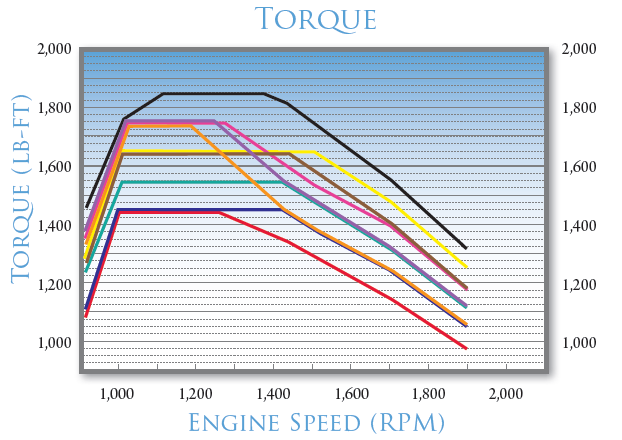 Torque
2,000 2,000
1,800 1,800
1,600 1,600
1,400 1,400
1,200 1,200
1,000 1,000
Torque (lb-ft)
1,000 1,200 1,400 1,600 1,800 2,000
Engine Speed (RPM)